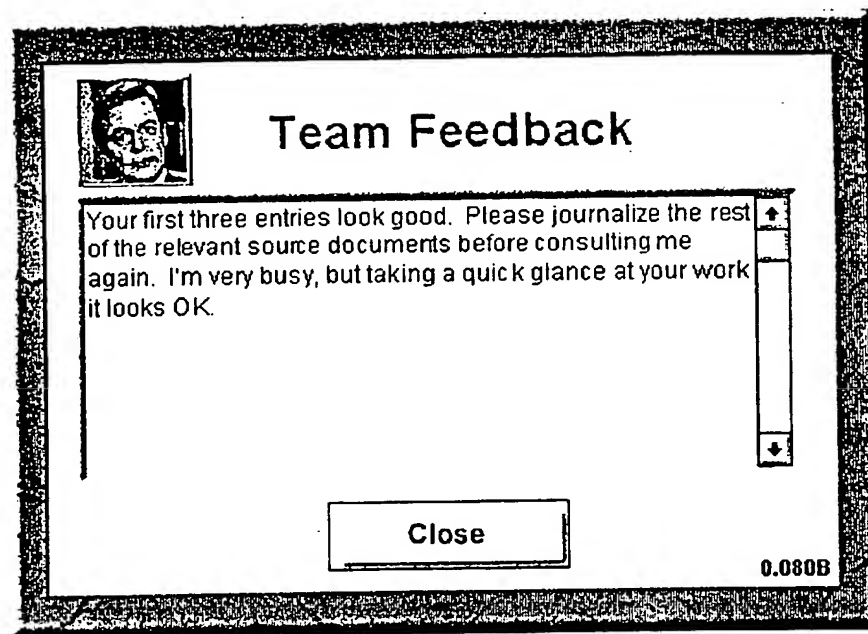 Team Feedback
Your first three entries look good. Please journalize the rest
of the relevant source documents before consulting me
again. I'm very busy, but taking a quick glance at your work
it looks OK.
Close
0.080B